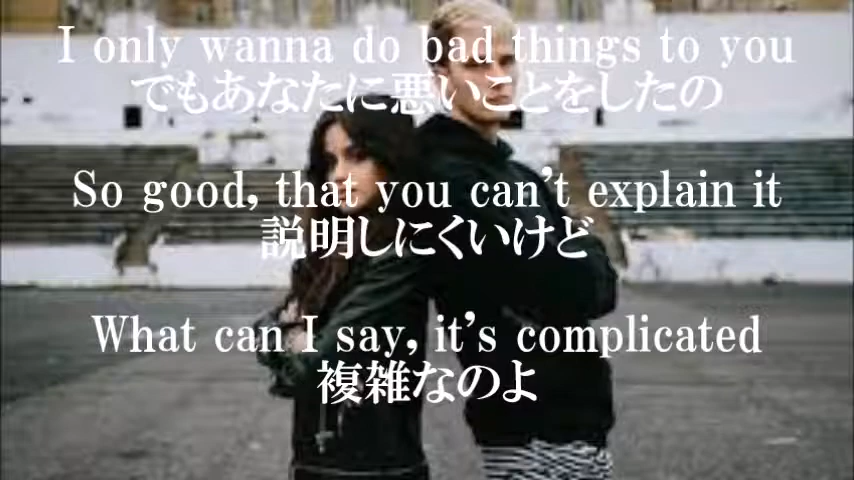 I only wanna do bad things to you
でもあなたに悪いことをしたの
So good, that you can't explain it
説明しにくいけど
What can I say, it's complicated
複雑なのよ